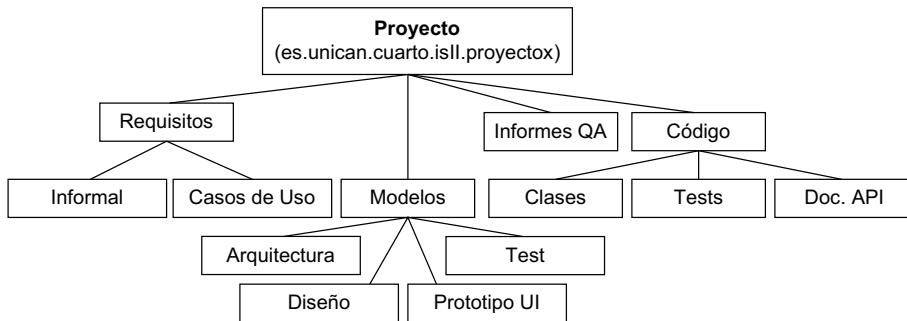 Proyecto
(es.unican.cuarto.isII.proyectox)
Requisitos
Informes QA
Código
Informal
Casos de Uso
Modelos
Clases
Tests
Doc. API
Arquitectura
Test
Diseño
Prototipo UI